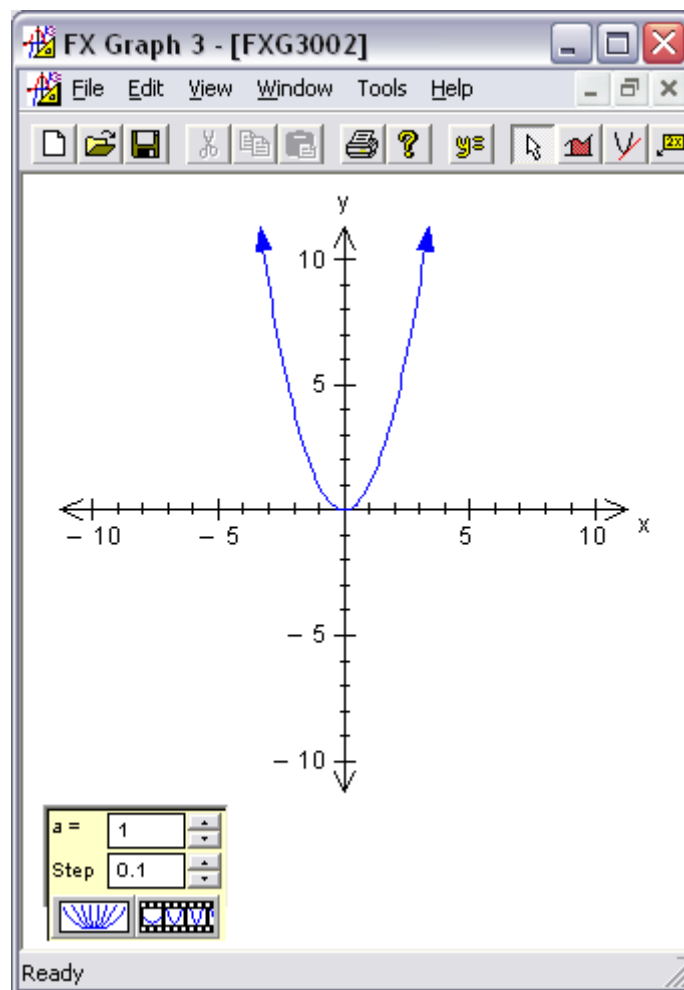 FX Graph 3 - [FXG3002]
File Edit View Window Tools Help
y= 2x
y
10
5
– 10 – 5 5 10 x
– 5
– 10
a = 1
Step 0.1
Ready